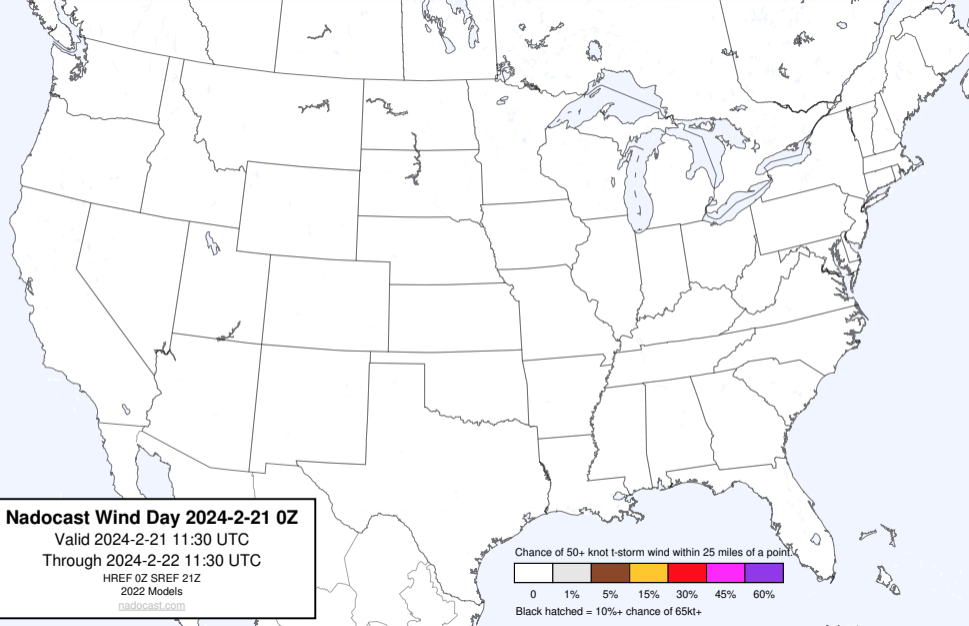 Nadocast Wind Day 2024-2-21 0Z
Valid 2024-2-21 11:30 UTC
Through 2024-2-22 11:30 UTC
HREF 0Z SREF 21Z
2022 Models
nadocast.com
Chance of 50+ knot t-storm wind within 25 miles of a point.
0 1% 5% 15% 30% 45% 60%
Black hatched = 10%+ chance of 65kt+